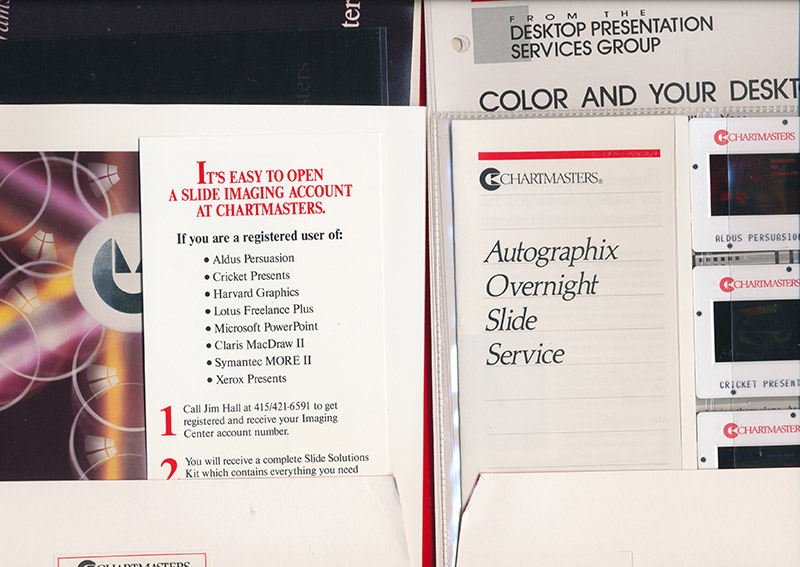 ter
FROM THE
DESKTOP PRESENTATION
SERVICES GROUP
COLOR AND YOUR DESKT
IT'S EASY TO OPEN
A SLIDE IMAGING ACCOUNT
AT CHARTMASTERS.
If you are a registered user of:
• Aldus Persuasion
• Cricket Presents
• Harvard Graphics
• Lotus Freelance Plus
• Microsoft PowerPoint
• Claris MacDraw II
• Symantec MORE II
• Xerox Presents
1 Call Jim Hall at 415/421-6591 to get
registered and receive your Imaging
Center account number.
2 You will receive a complete Slide Solutions
Kit which contains everything you need
CHARTMASTERS
CHARTMASTERS®
Autographix
Overnight
Slide
Service
CHARTMASTERS
ALDUS PERSUASIO
CHARTMASTERS
CRICKET PRESENT
CHARTMASTERS